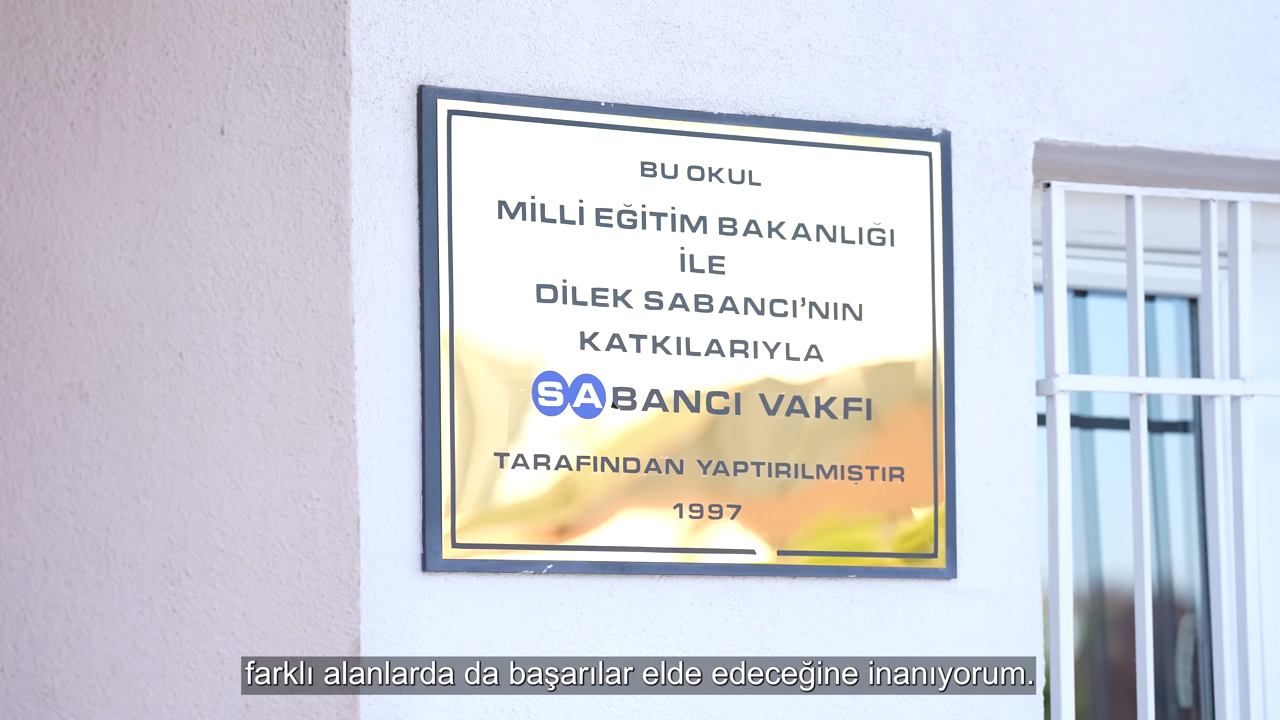 BU OKUL
MİLLİ EĞİTİM BAKANLIĞI
İLE
DİLEK SABANCI'NIN
KATKILARIYLA
SABANCI VAKFI
TARAFINDAN YAPTIRILMIŞTIR
1997
farklı alanlarda da başarılar elde edeceğine inanıyorum.